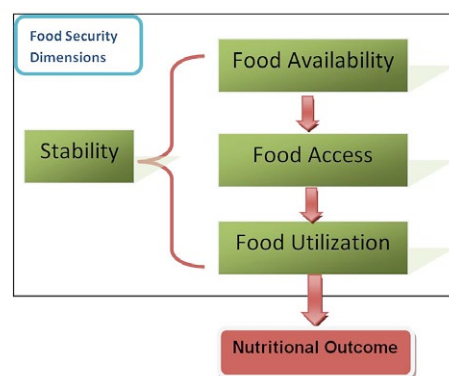 Food Security
Dimensions
Food Availability
Stability
Food Access
Food Utilization
Nutritional Outcome